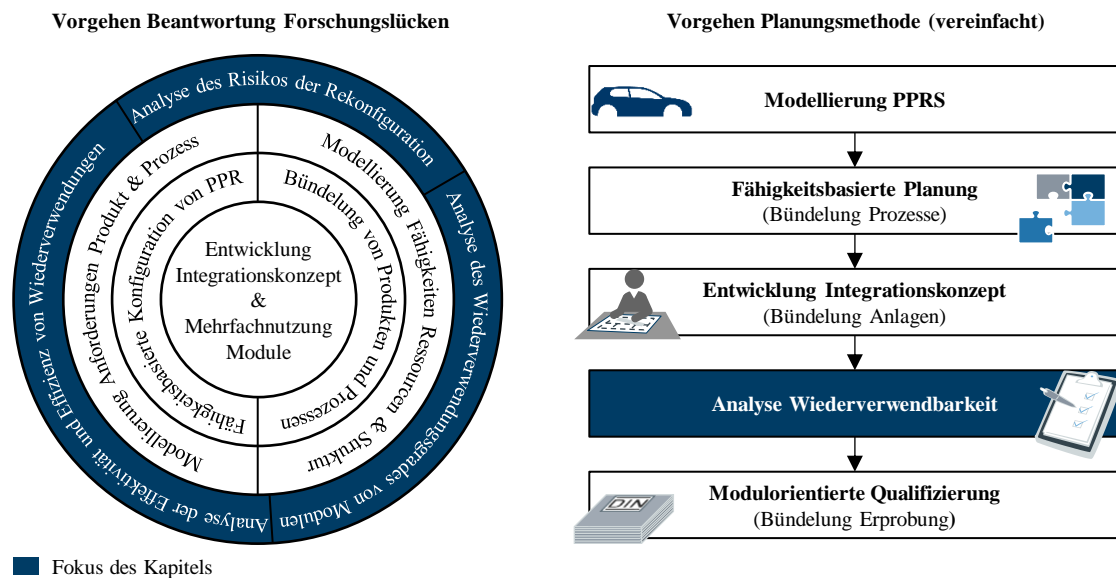 Vorgehen Beantwortung Forschungslücken
Analyse des Risikos der Rekonfiguration
Analyse des Wiederverwendungsgrades von Modulen
Analyse der Effektivität und Effizienz von Wiederverwendungen
Modellierung Anforderungen Produkt & Prozess
Modellierung Fähigkeiten Ressourcen & Struktur
Fähigkeitsbasierte Konfiguration von PPR
Bündelung von Produkten und Prozessen
Entwicklung
Integrationskonzept
&
Mehrfachnutzung
Module
Fokus des Kapitels
Vorgehen Planungsmethode (vereinfacht)
Modellierung PPRS
Fähigkeitsbasierte Planung
(Bündelung Prozesse)
Entwicklung Integrationskonzept
(Bündelung Anlagen)
Analyse Wiederverwendbarkeit
Modulorientierte Qualifizierung
(Bündelung Erprobung)
DIN